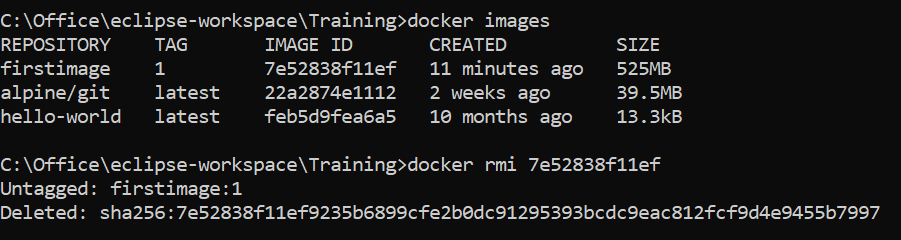 C:\Office\eclipse-workspace\Training>docker images
REPOSITORY    TAG       IMAGE ID       CREATED          SIZE
firstimage    1         7e52838f11ef   11 minutes ago   525MB
alpine/git    latest    22a2874e1112   2 weeks ago      39.5MB
hello-world   latest    feb5d9fea6a5   10 months ago    13.3kB
C:\Office\eclipse-workspace\Training>docker rmi 7e52838f11ef
Untagged: firstimage:1
Deleted: sha256:7e52838f11ef9235b6899cfe2b0dc91295393bcdc9eac812fcf9d4e9455b7997